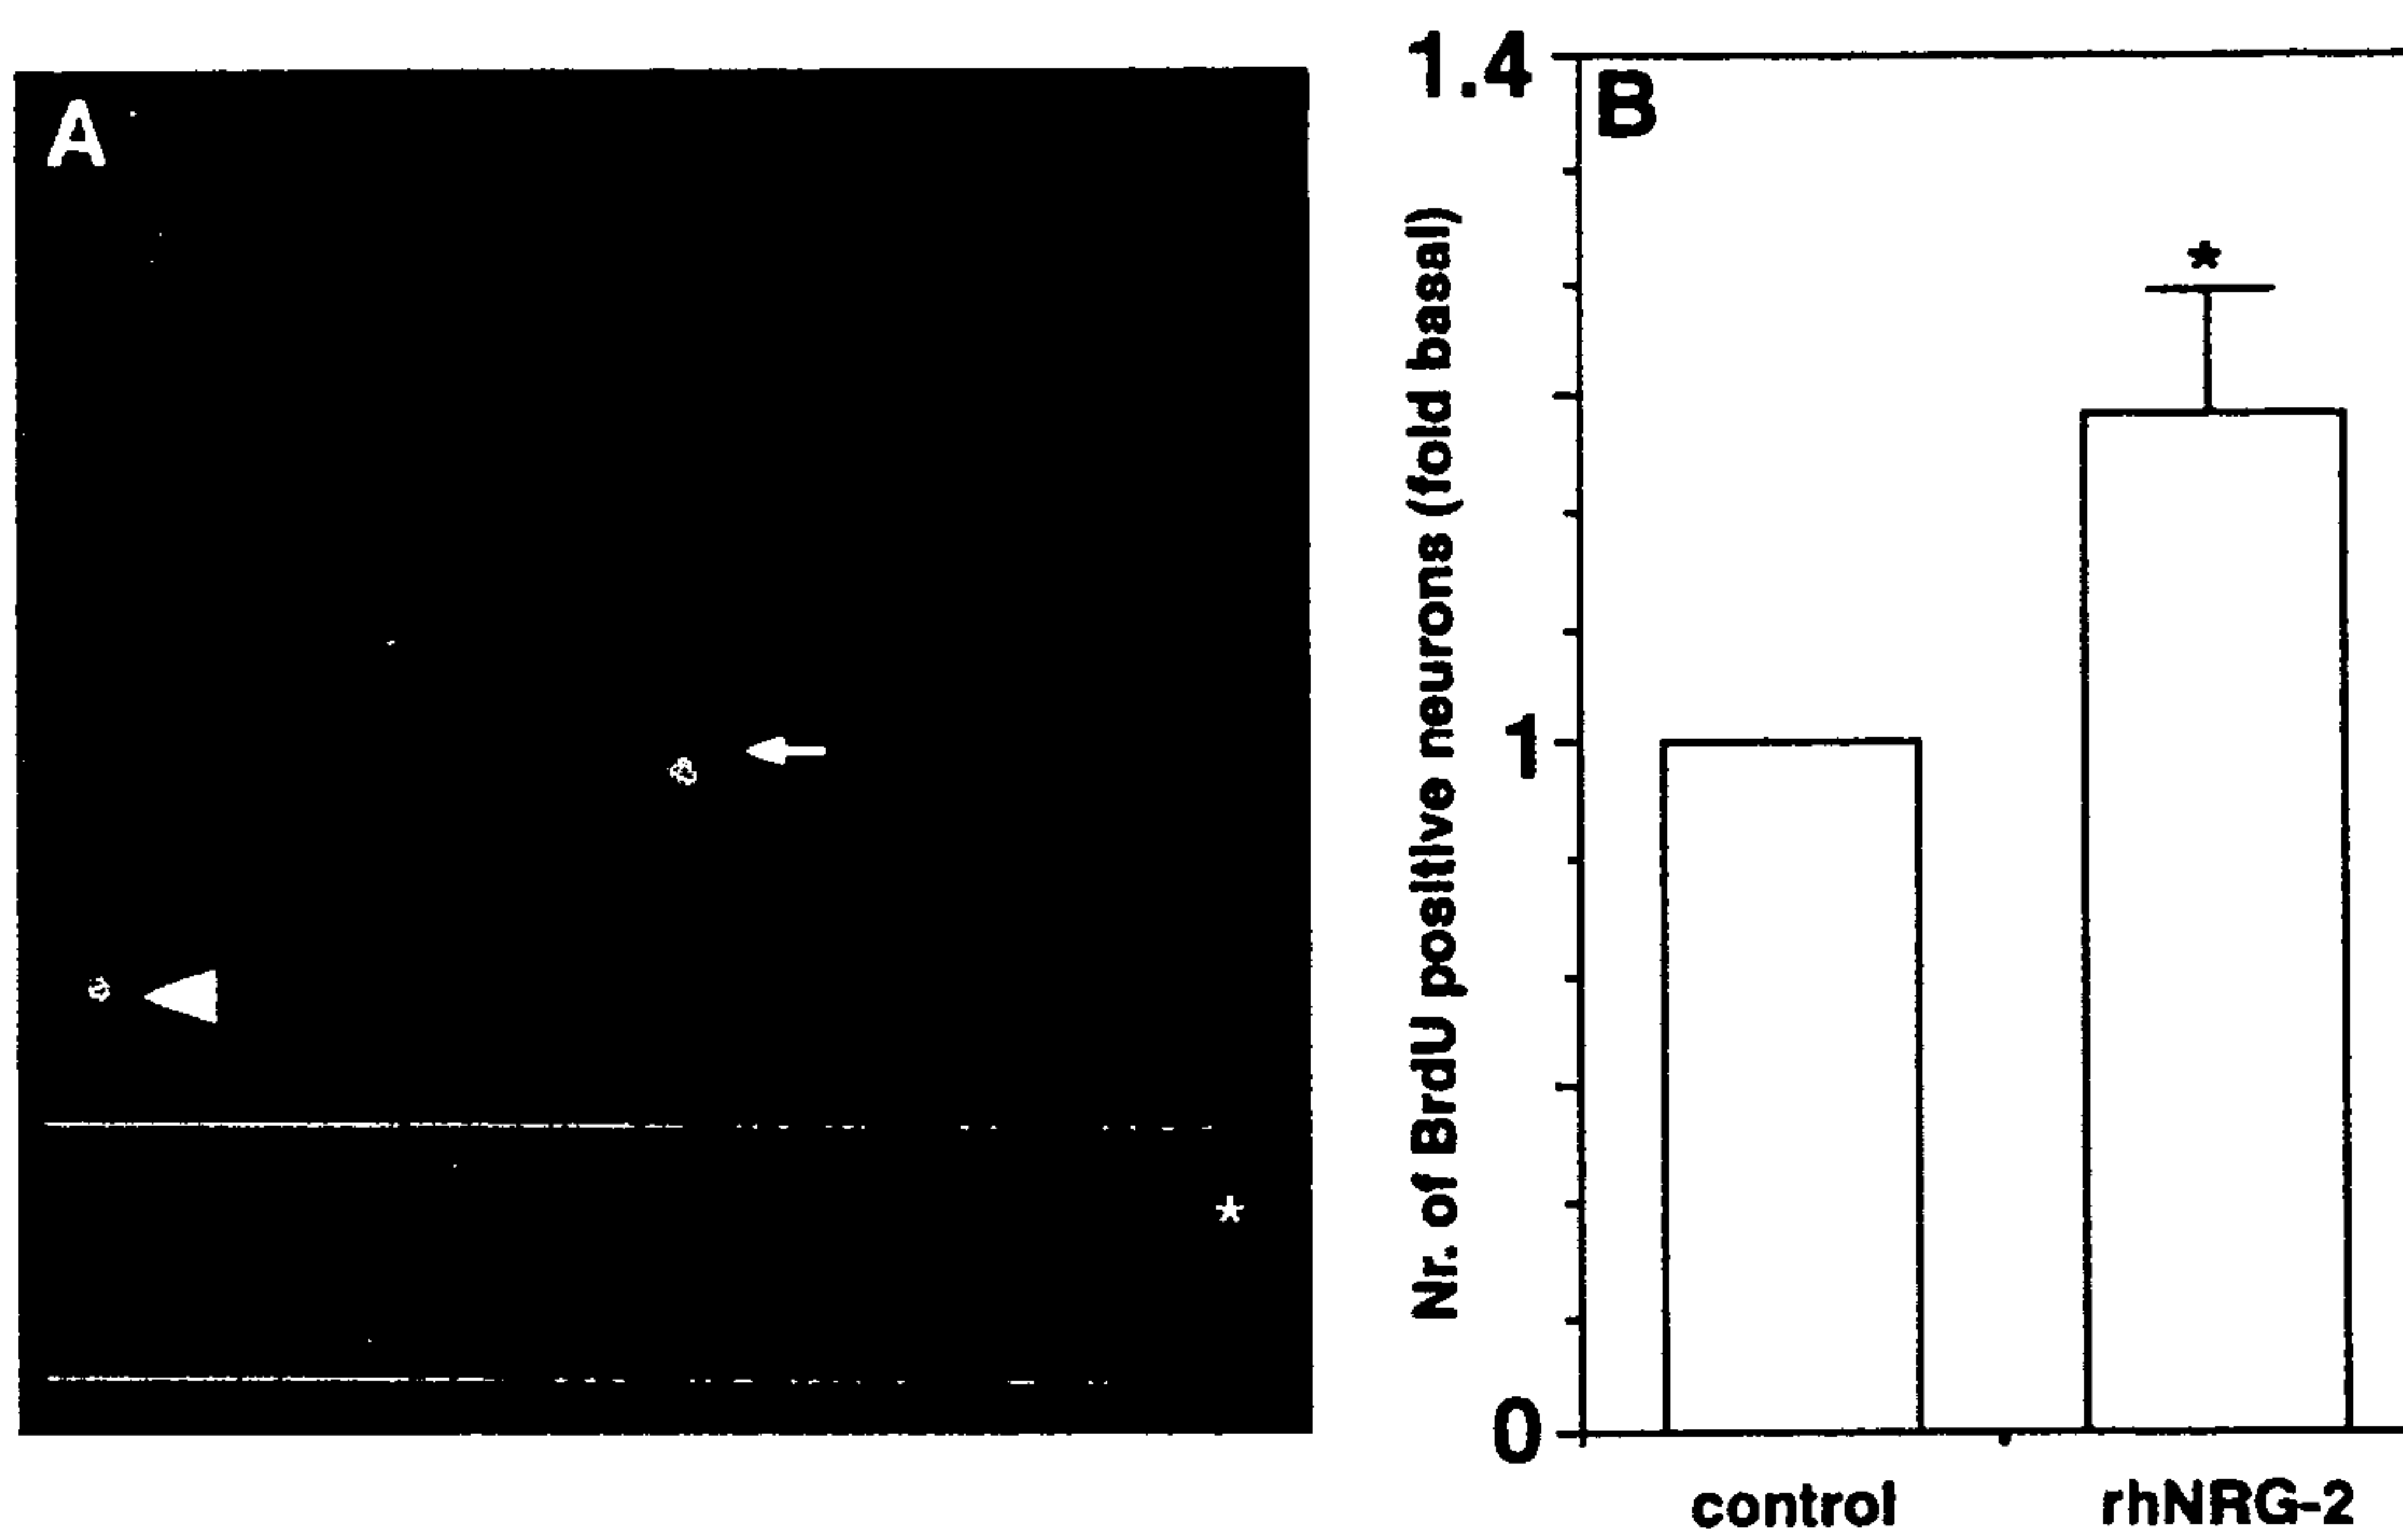 A
*
B
1.4
1
0
Nr. of BrdU positive neurons (fold basal)
*
control
rhNRG-2